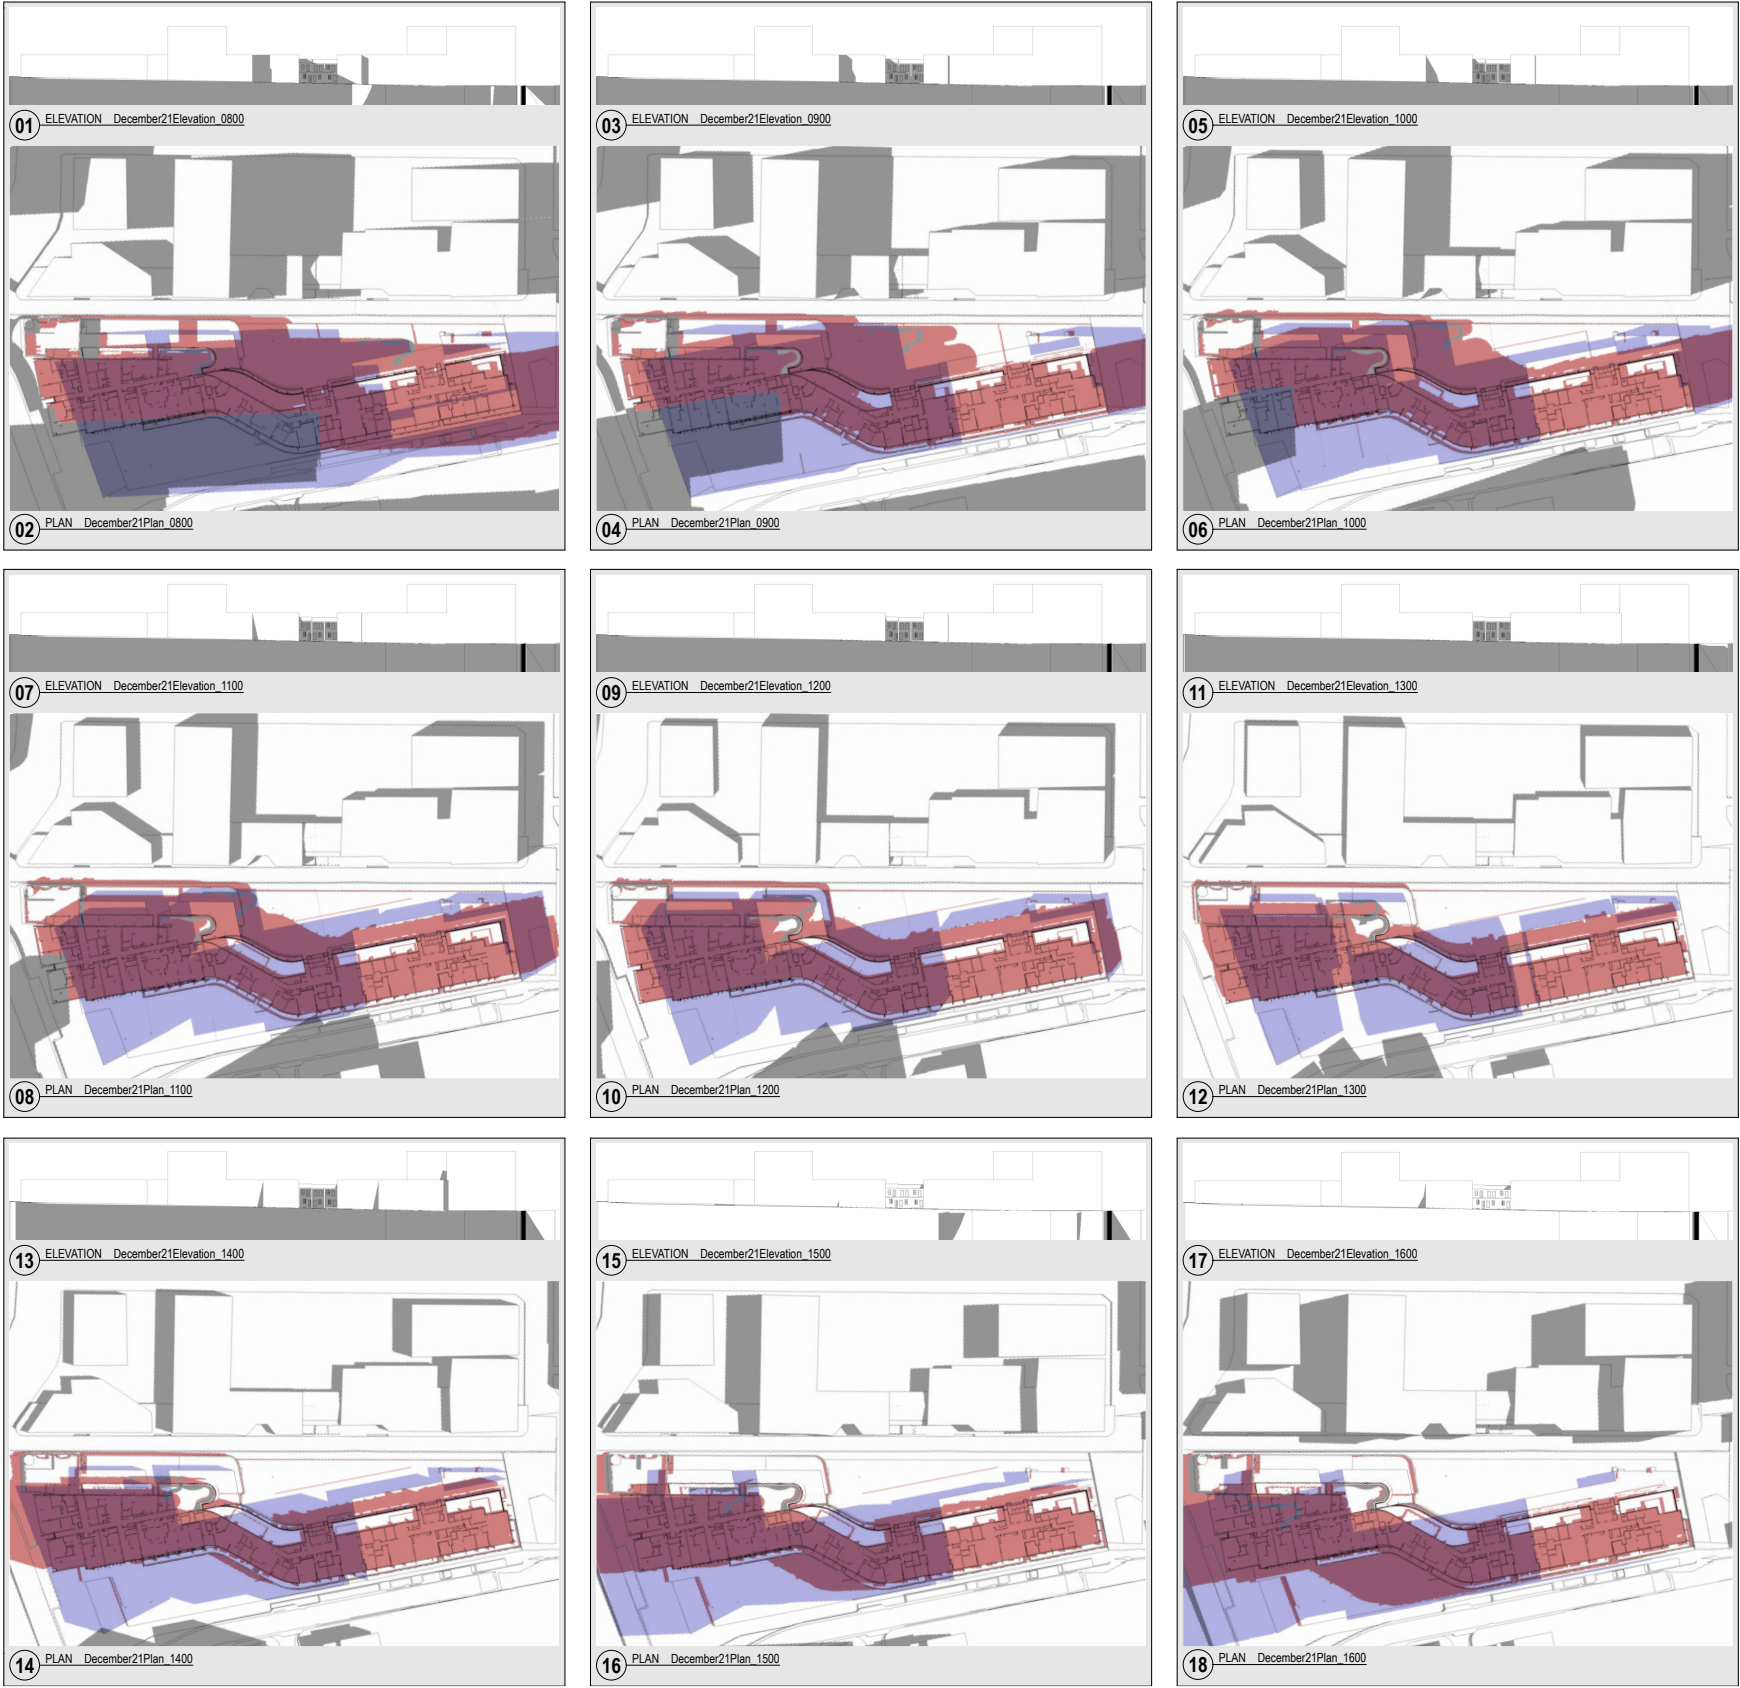 01 ELEVATION December21Elevation_0800
03 ELEVATION December21Elevation_0900
05 ELEVATION December21Elevation_1000
02 PLAN December21Plan_0800
04 PLAN December21Plan_0900
06 PLAN December21Plan_1000
07 ELEVATION December21Elevation_1100
09 ELEVATION December21Elevation_1200
11 ELEVATION December21Elevation_1300
08 PLAN December21Plan_1100
10 PLAN December21Plan_1200
12 PLAN December21Plan_1300
13 ELEVATION December21Elevation_1400
15 ELEVATION December21Elevation_1500
17 ELEVATION December21Elevation_1600
14 PLAN December21Plan_1400
16 PLAN December21Plan_1500
18 PLAN December21Plan_1600